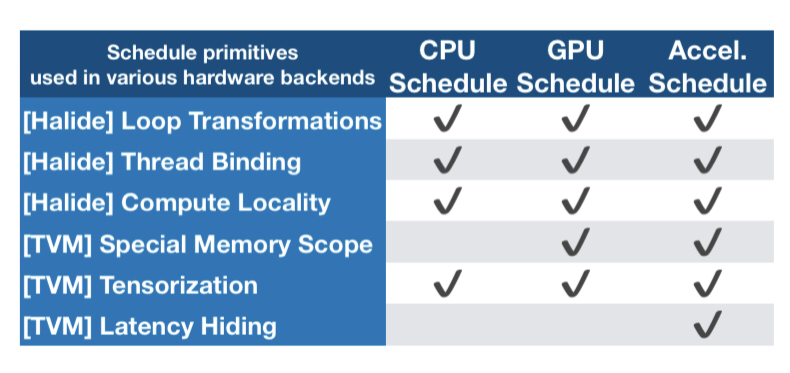 Schedule primitives
used in various hardware backends
CPU Schedule
GPU Schedule
Accel. Schedule
[Halide] Loop Transformations ✔ ✔ ✔
[Halide] Thread Binding ✔ ✔ ✔
[Halide] Compute Locality ✔ ✔ ✔
[TVM] Special Memory Scope ✔ ✔
[TVM] Tensorization ✔ ✔ ✔
[TVM] Latency Hiding ✔